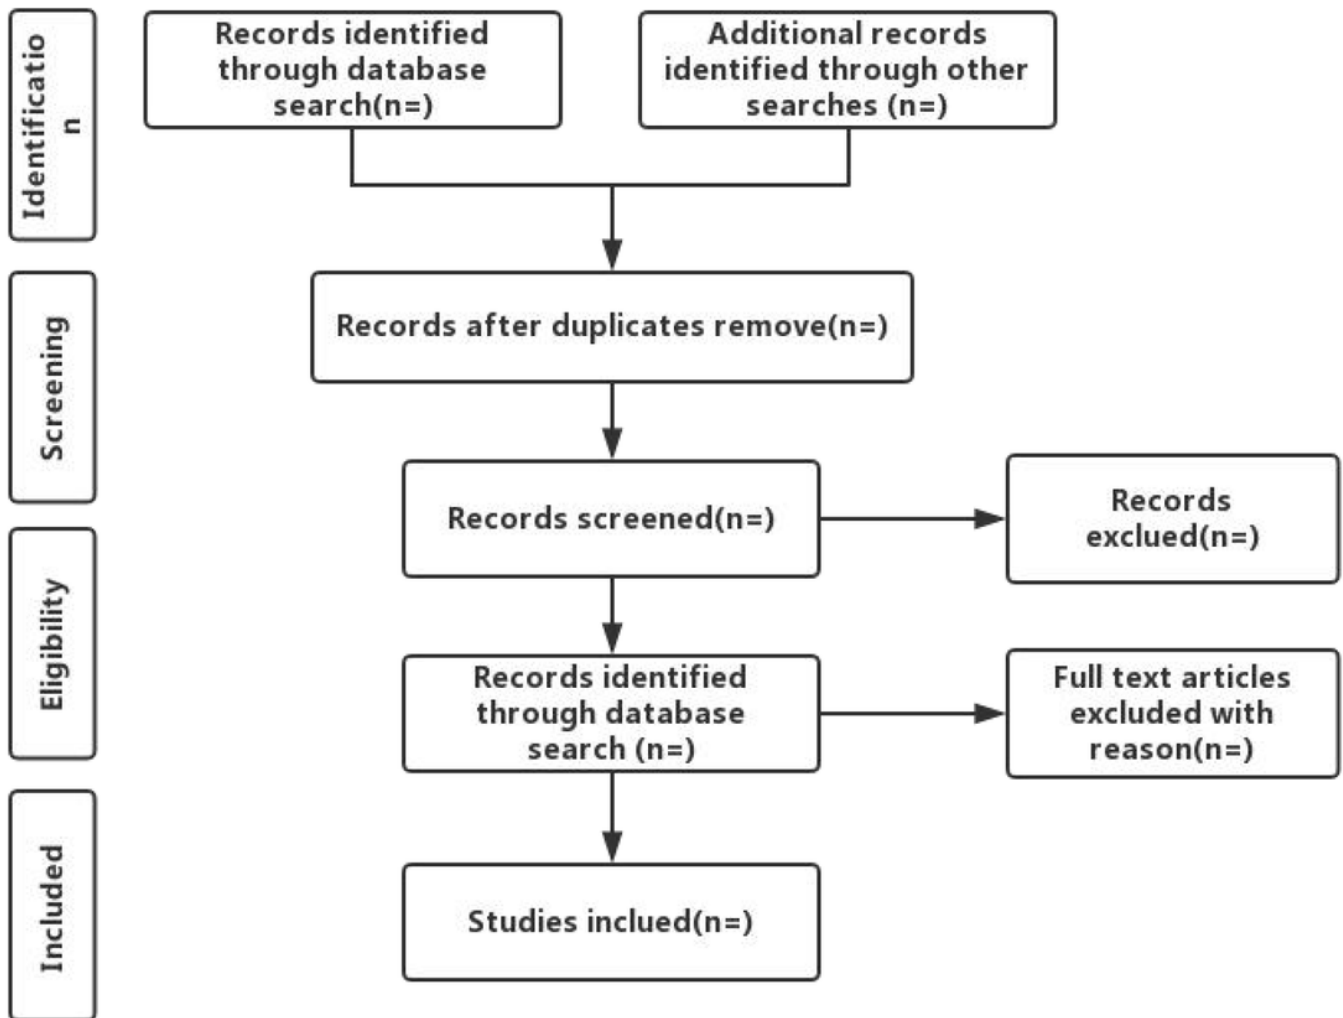 Identificatio
n
Records identified
through database
search(n=)
Additional records
identified through other
searches (n=)
Screening
Records after duplicates remove(n=)
Records screened(n=)
Records
exclued(n=)
Eligibility
Records identified
through database
search (n=)
Full text articles
excluded with
reason(n=)
Included
Studies inclued(n=)